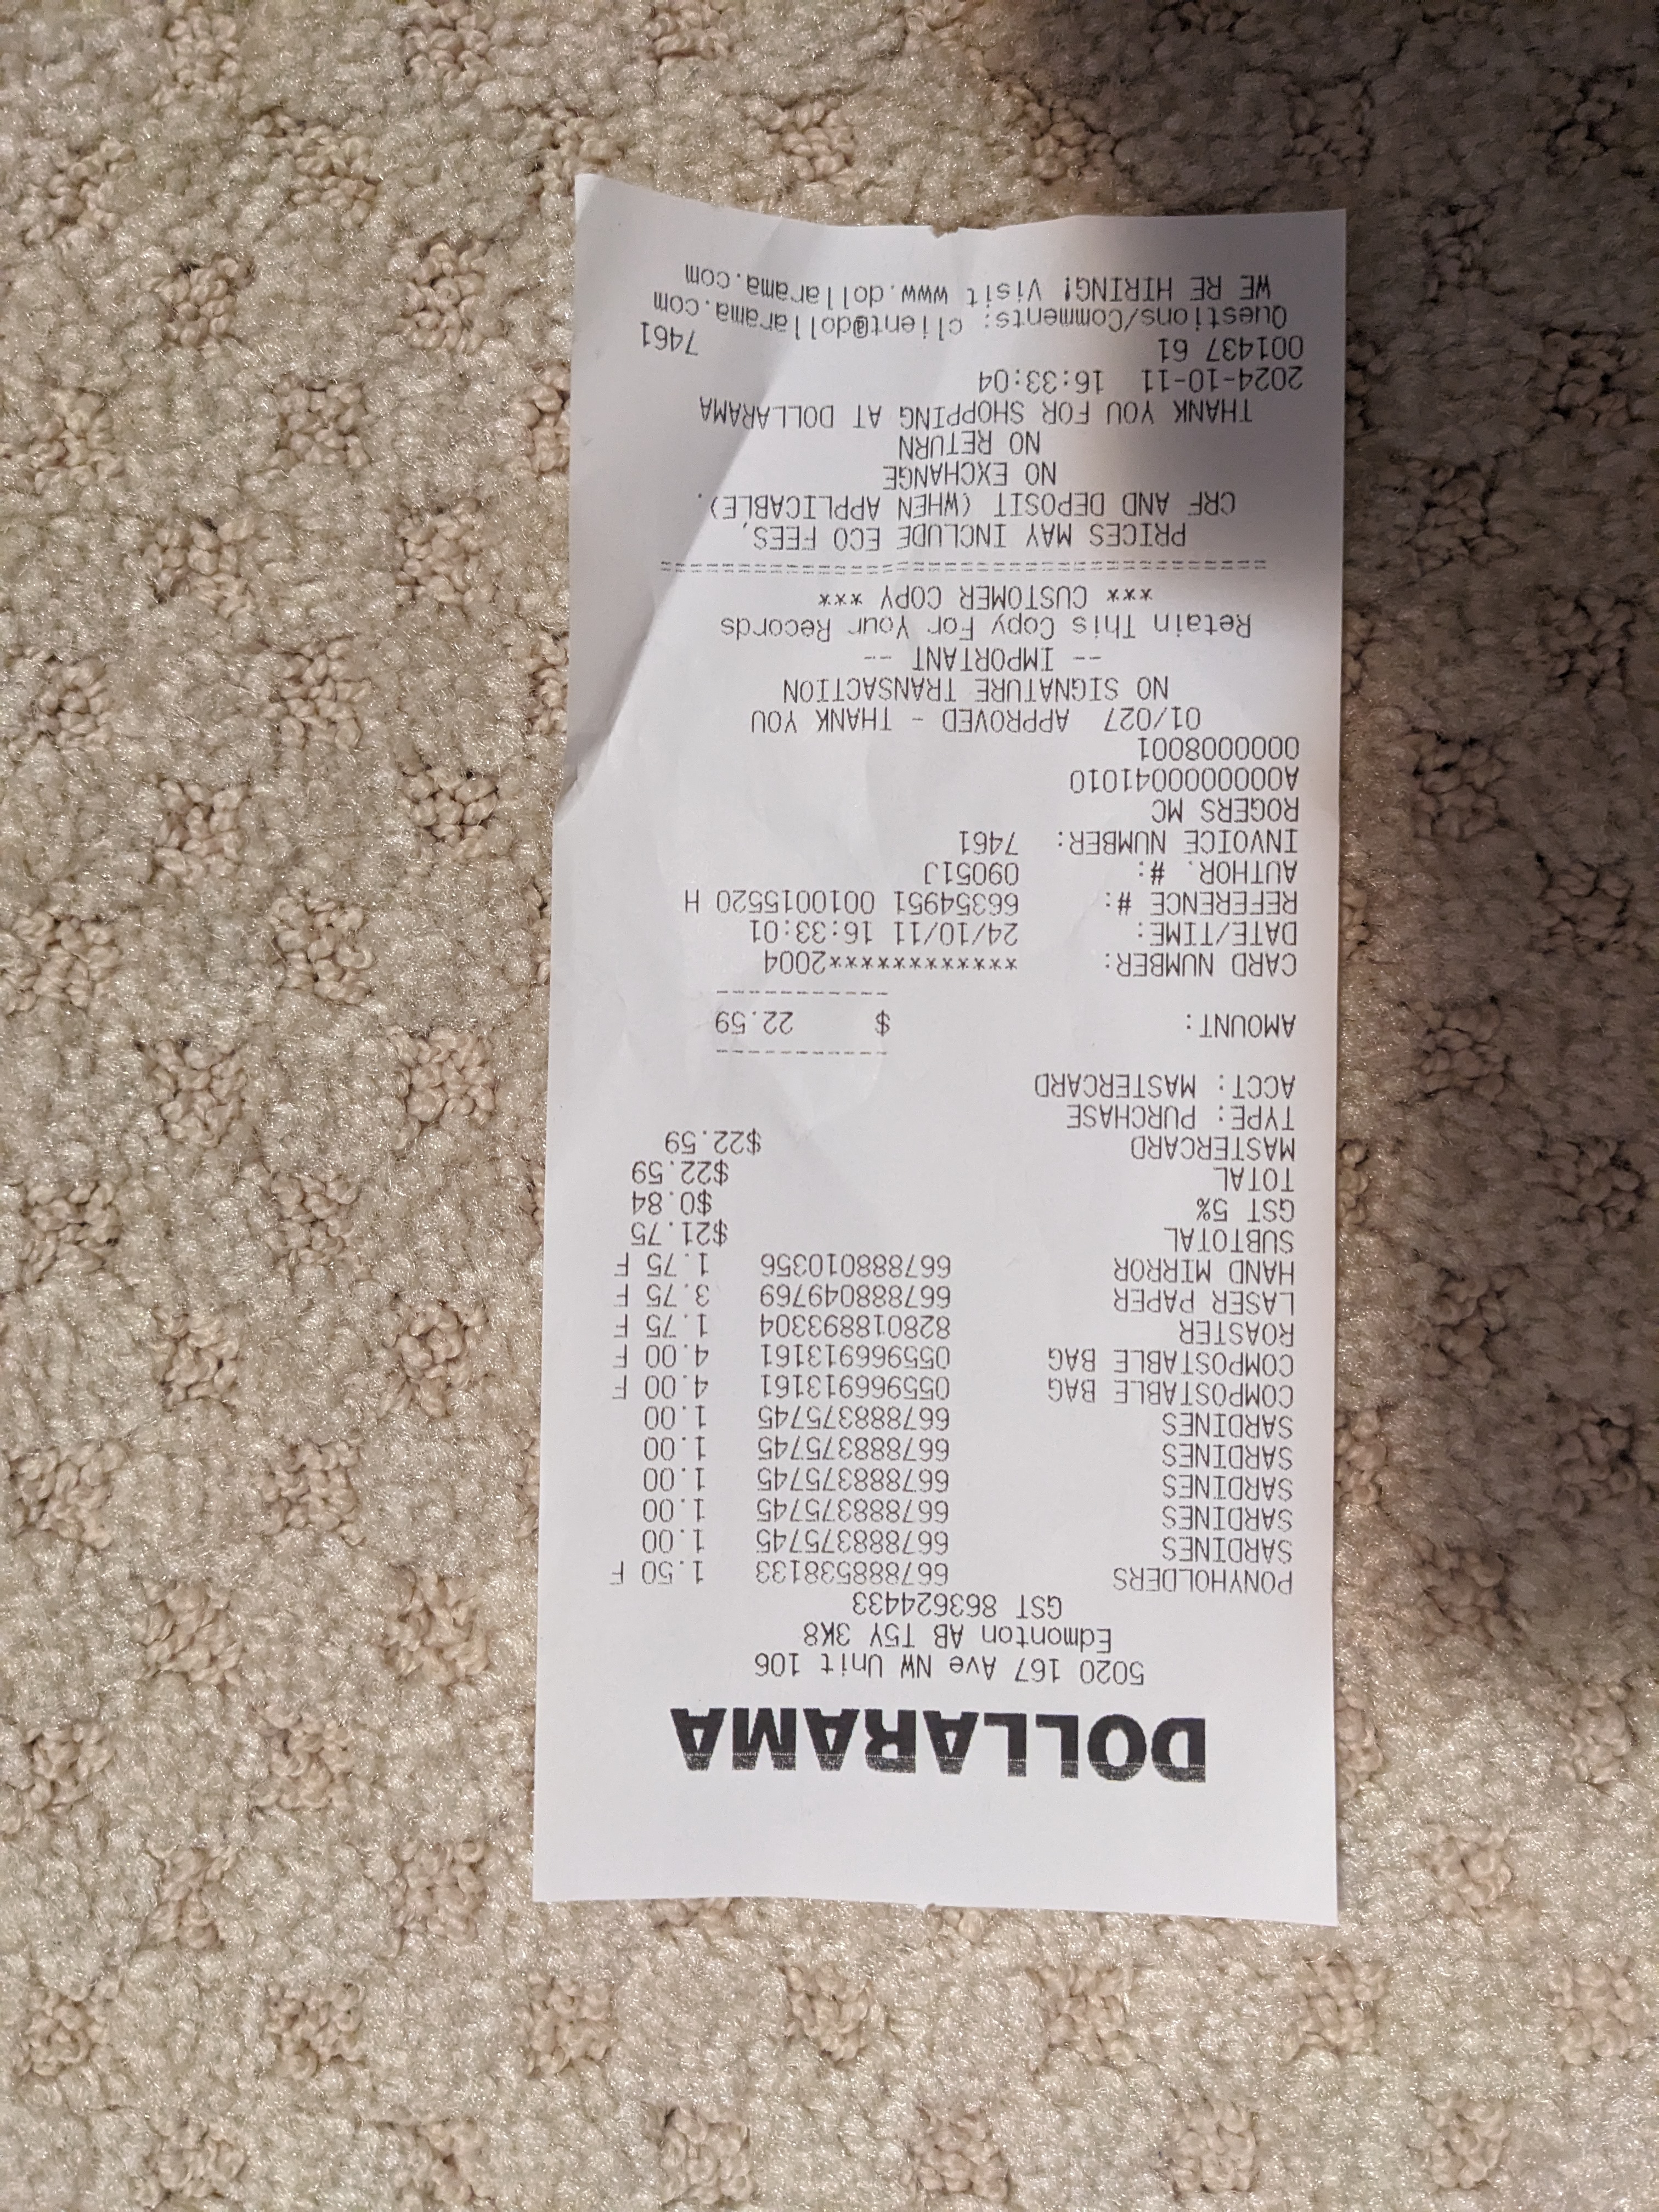 DOLLARAMA
5020 167 Ave NW Unit 106
Edmonton AB T5Y 3K8
GST 863624433
PONYHOLDERS 667888538133 1.50 F
SARDINES 667888375745 1.00
SARDINES 667888375745 1.00
SARDINES 667888375745 1.00
SARDINES 667888375745 1.00
SARDINES 667888375745 1.00
COMPOSTABLE BAG 055966913161 4.00 F
COMPOSTABLE BAG 055966913161 4.00 F
ROASTER 828018893304 1.75 F
LASER PAPER 667888049769 3.75 F
HAND MIRROR 667888010356 1.75 F
SUBTOTAL $21.75
GST 5% $0.84
TOTAL $22.59
MASTERCARD $22.59
TYPE: PURCHASE
ACCT: MASTERCARD
----------
AMOUNT: $ 22.59
----------
CARD NUMBER: ************2004
DATE/TIME: 24/10/11 16:33:01
REFERENCE #: 66354951 0010015520 H
AUTHOR. #: 09051J
INVOICE NUMBER: 7461
ROGERS MC
A0000000041010
0000008001
01/027 APPROVED - THANK YOU
NO SIGNATURE TRANSACTION
-- IMPORTANT --
Retain This Copy For Your Records
*** CUSTOMER COPY ***
======================================
PRICES MAY INCLUDE ECO FEES,
CRF AND DEPOSIT (WHEN APPLICABLE).
NO EXCHANGE
NO RETURN
THANK YOU FOR SHOPPING AT DOLLARAMA
2024-10-11 16:33:04
001437 61 7461
Questions/Comments: client@dollarama.com
WE RE HIRING! Visit www.dollarama.com